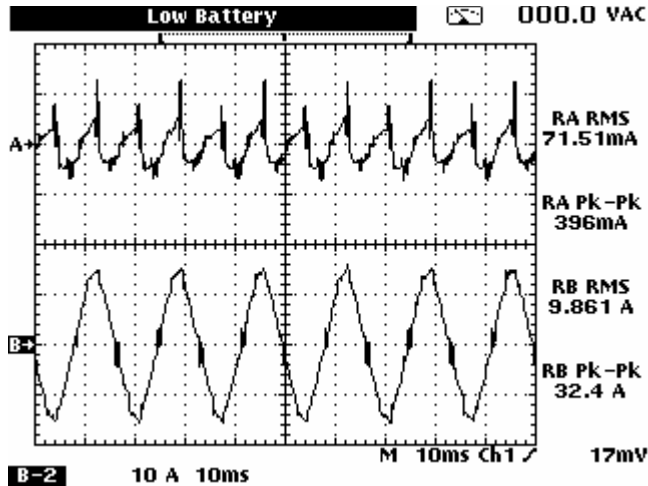 Low Battery 000.0 VAC
A→
RA RMS
71.51mA
RA Pk-Pk
396mA
RB RMS
9.861 A
B→
RB Pk-Pk
32.4 A
M 10ms Ch1 17mV
B-2 10 A 10ms